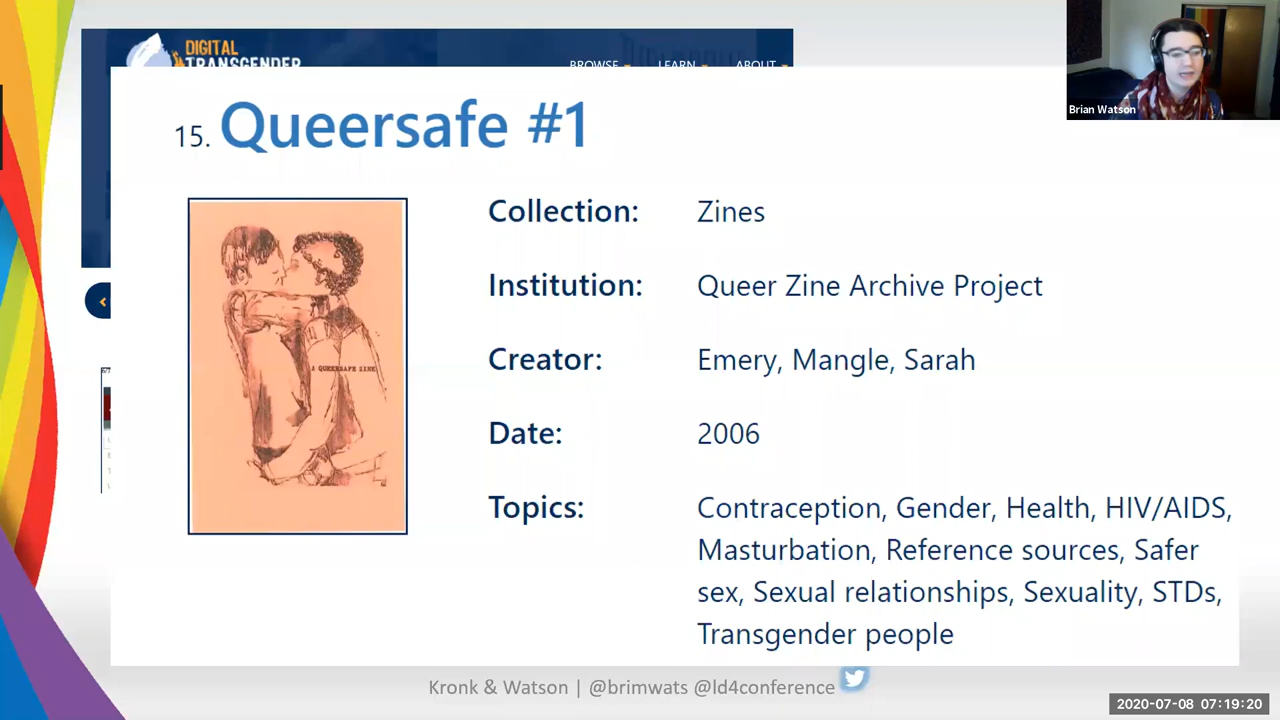 DIGITAL
TRANSGENDER
BROWSE LEARN ABOUT
Brian Watson
15. Queersafe #1
Collection: Zines
Institution: Queer Zine Archive Project
A QUEERSAFE ZINE
Creator: Emery, Mangle, Sarah
Date: 2006
Topics: Contraception, Gender, Health, HIV/AIDS,
Masturbation, Reference sources, Safer
sex, Sexual relationships, Sexuality, STDs,
Transgender people
Kronk & Watson | @brimwats @ld4conference
2020-07-08 07:19:20